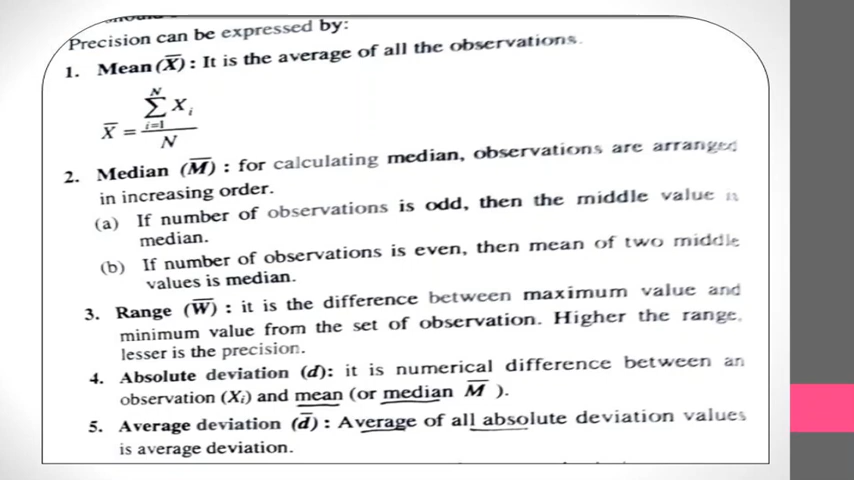 Precision can be expressed by:
1. Mean (X̅) : It is the average of all the observations.
X̅ = ∑_{i=1}^{N} X_i / N
2. Median (M̅) : for calculating median, observations are arranged
in increasing order.
(a) If number of observations is odd, then the middle value is
median.
(b) If number of observations is even, then mean of two middle
values is median.
3. Range (W̅) : it is the difference between maximum value and
minimum value from the set of observation. Higher the range,
lesser is the precision.
4. Absolute deviation (d): it is numerical difference between an
observation (Xi) and mean (or median M̅ ).
5. Average deviation (d̅) : Average of all absolute deviation values
is average deviation.